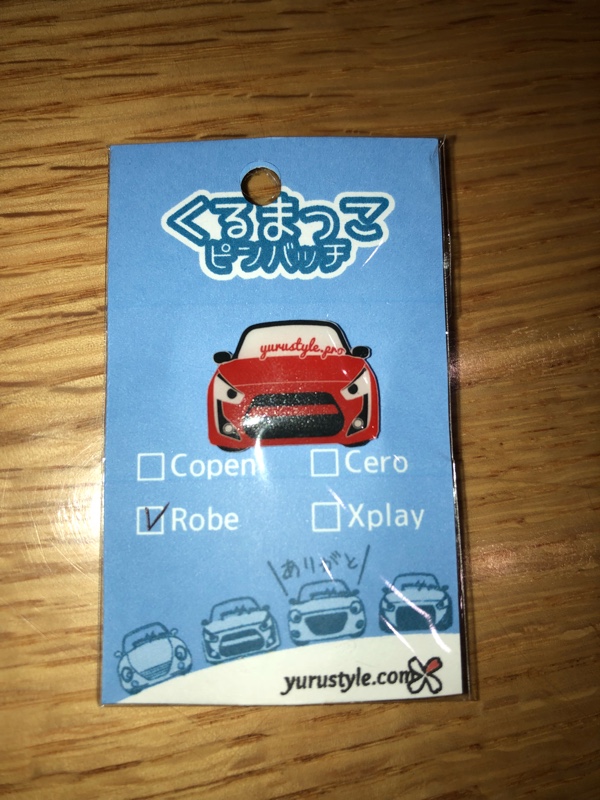 くるまっこ
ピンバッチ
yurustyle.pro
Copen
Cero
Robe
Xplay
ありがと
yurustyle.com